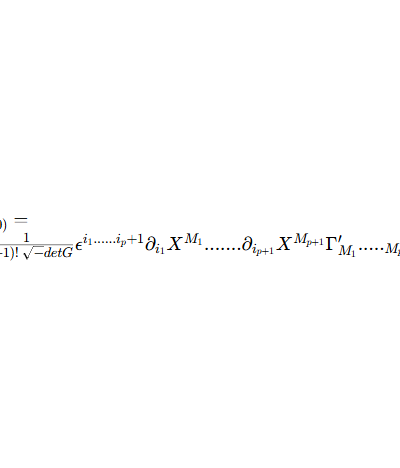 ) =
1 / -1)! √−detG ϵ^{i_1......i_p+1} ∂_{i_1} X^{M_1} ....... ∂_{i_{p+1}} X^{M_{p+1}} Γ′_{M_1} ..... M